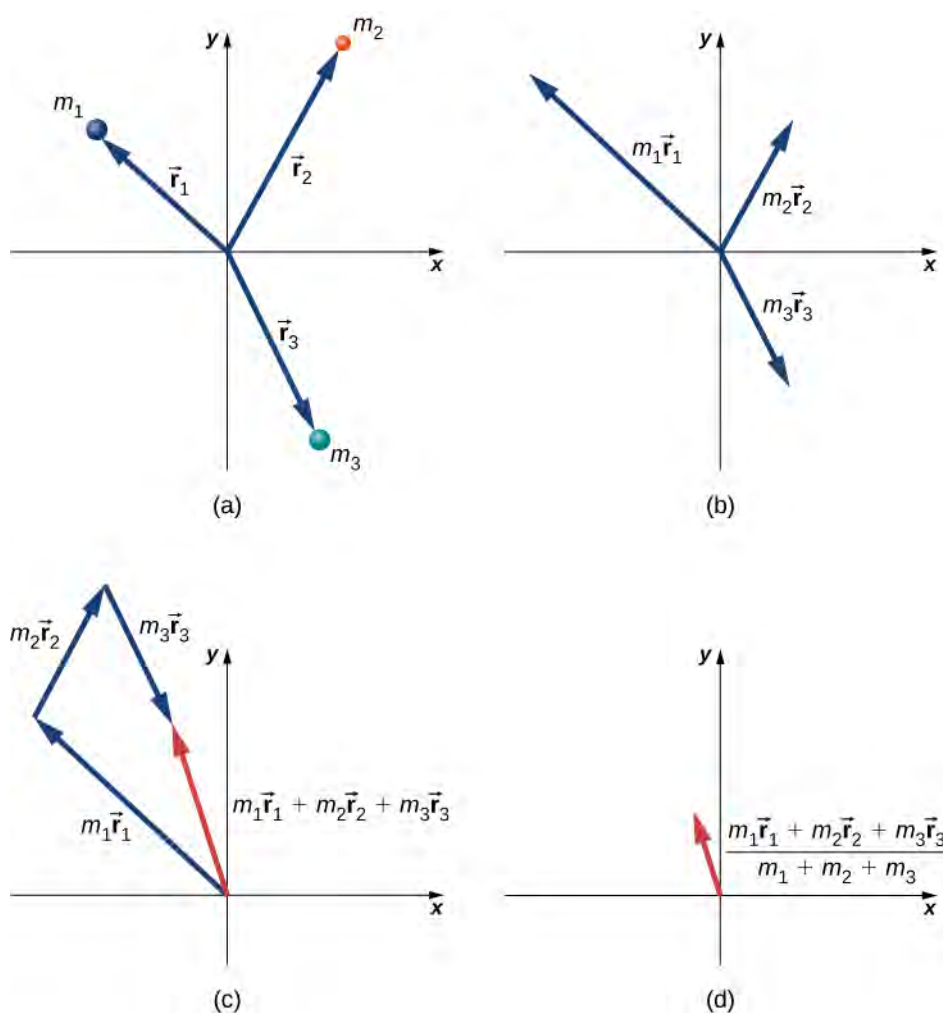 y
m₂
m₁
r⃗₁
r⃗₂
x
r⃗₃
m₃
(a)
y
m₁r⃗₁
m₂r⃗₂
x
m₃r⃗₃
(b)
m₂r⃗₂
m₃r⃗₃
y
m₁r⃗₁
m₁r⃗₁ + m₂r⃗₂ + m₃r⃗₃
x
(c)
y
m₁r⃗₁ + m₂r⃗₂ + m₃r⃗₃
m₁ + m₂ + m₃
x
(d)